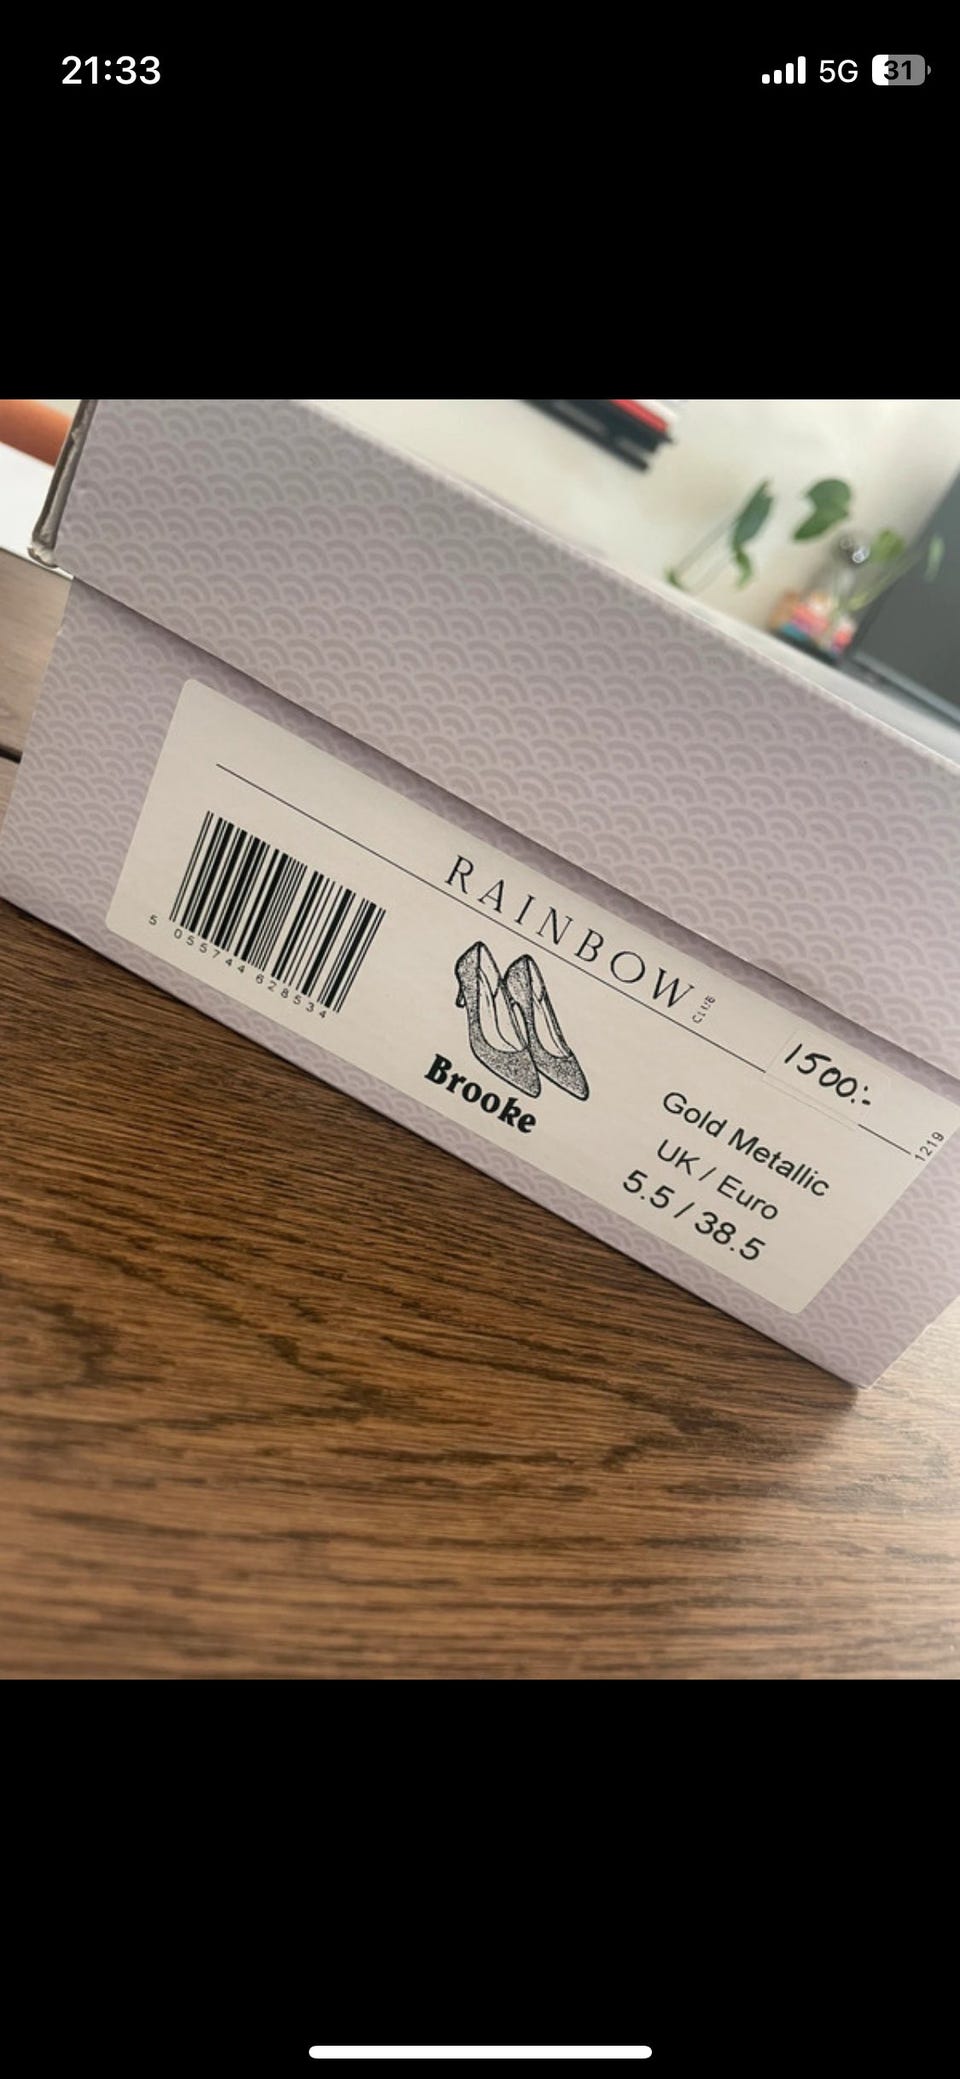 21:33
5G
31
RAINBOW CLUB
1500:-
1219
5 055744 628534
Brooke
Gold Metallic
UK / Euro
5.5 / 38.5